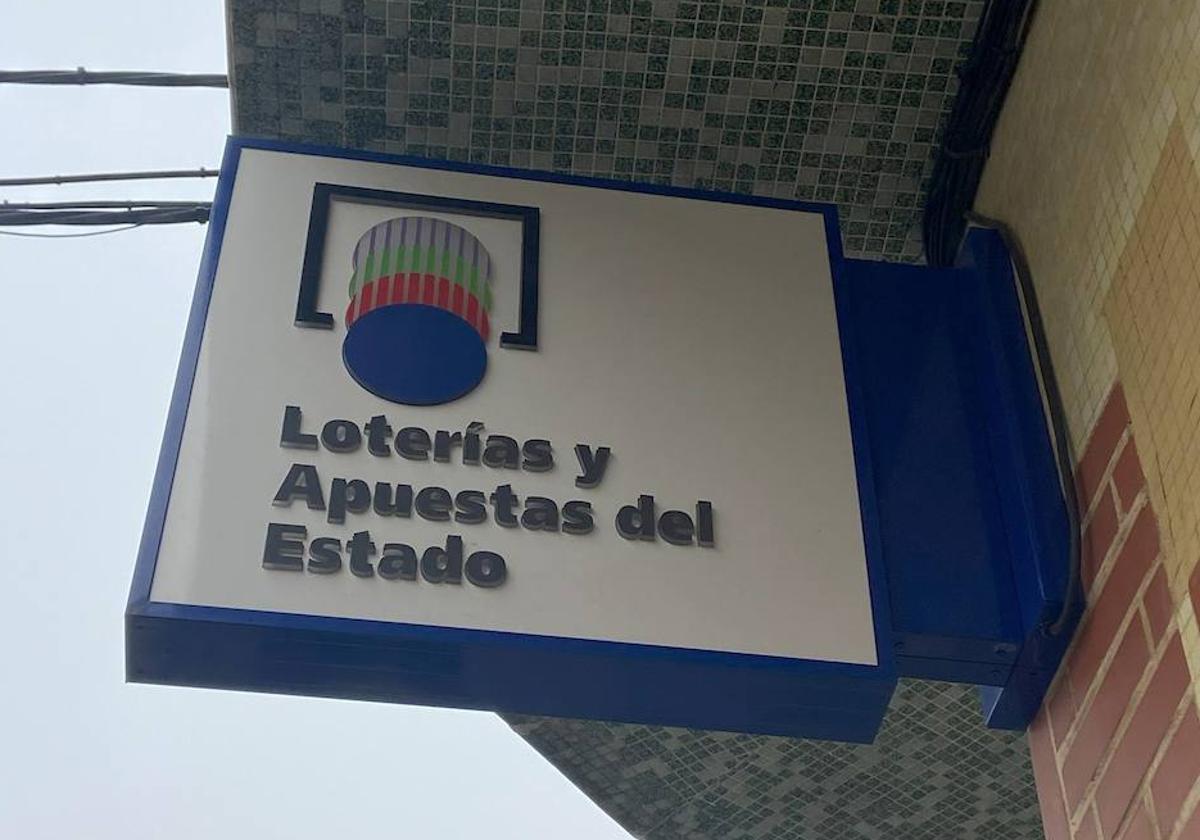 Loterías y
Apuestas del
Estado